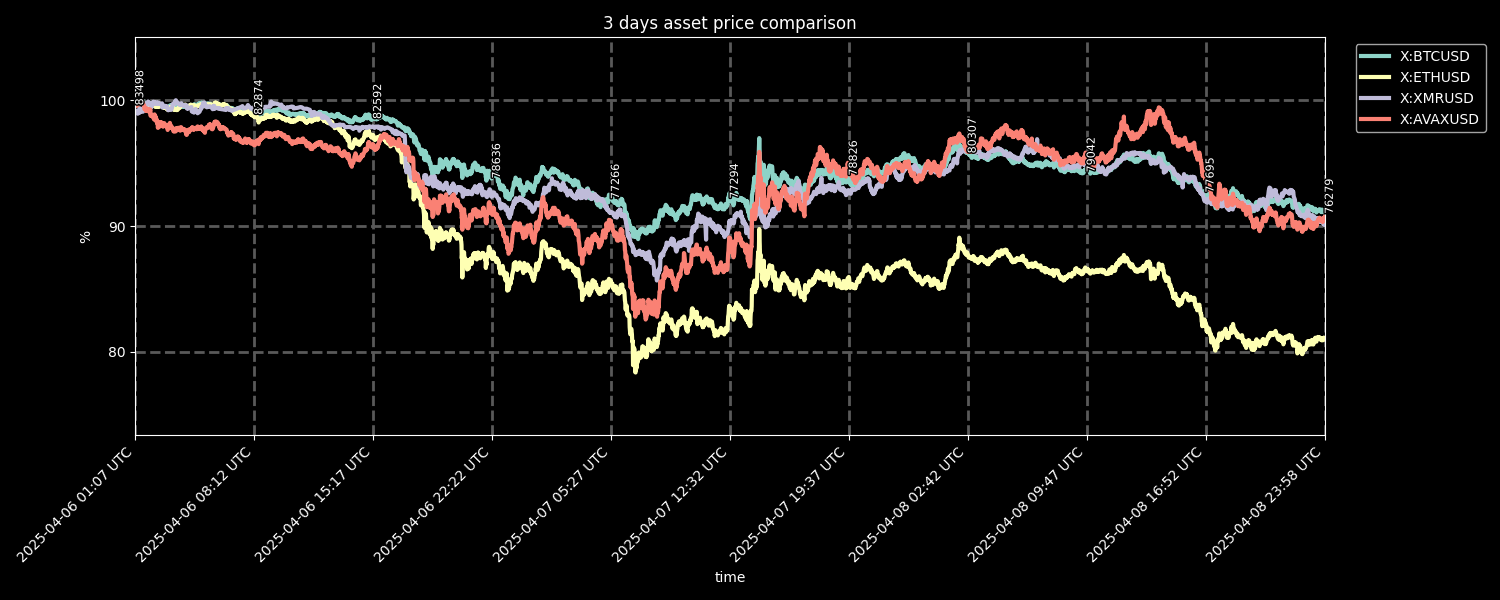 3 days asset price comparison
X:BTCUSD
X:ETHUSD
X:XMRUSD
X:AVAXUSD
100
90
80
%
83498
82874
82592
78636
77266
77294
78826
80307
79042
77695
76279
2025-04-06 01:07 UTC
2025-04-06 08:12 UTC
2025-04-06 15:17 UTC
2025-04-06 22:22 UTC
2025-04-07 05:27 UTC
2025-04-07 12:32 UTC
2025-04-07 19:37 UTC
2025-04-08 02:42 UTC
2025-04-08 09:47 UTC
2025-04-08 16:52 UTC
2025-04-08 23:58 UTC
time